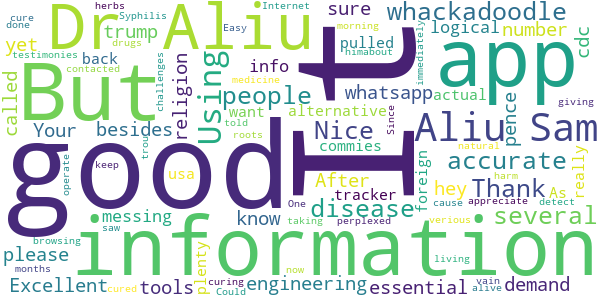 herbs
cure
done
Syphilis
Easy
Internet
morning
Dr Aliu
trump
drugs
pulled
sure
whackadoodle
logical
number
yet
cdc
testimonies
back
contacted
info
challenges
himabout
immediately
But
called
Using
religion
people
medicine
want
whatsapp
alternative
told
roots
t
app
actual
pence
giving
Your
besides
After
Nice
commies
Since
Aliu Sam
As
really
good
I
keep
trou
usa
tracker
foreign
accurate
hey
Thank
natural
harm
operate
messing
know
saw
One
taking
perplexed
disease
cause
appreciate
detect
several
information
please
browsing
months
plenty
now
living
verious
Excellent
tools
cured
curing
Could
engineering
essential
vain
alive
demand